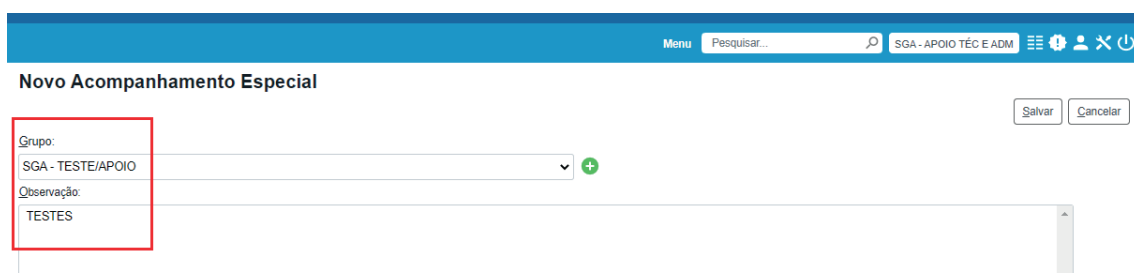 Menu Pesquisar... SGA - APOIO TÉC E ADM
Novo Acompanhamento Especial
Salvar Cancelar
Grupo:
SGA - TESTE/APOIO
Observação:
TESTES